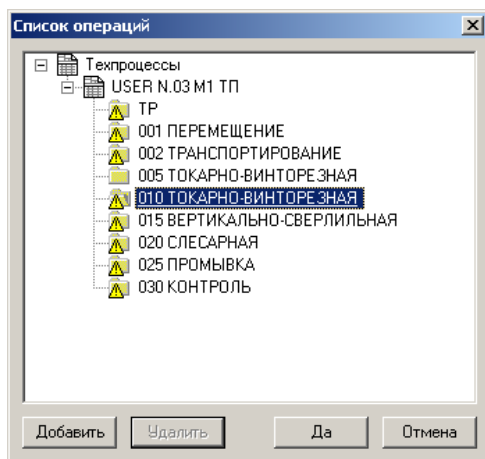 Список операций
Техпроцессы
USER N.03 М1 ТП
ТР
001 ПЕРЕМЕЩЕНИЕ
002 ТРАНСПОРТИРОВАНИЕ
005 ТОКАРНО-ВИНТОРЕЗНАЯ
010 ТОКАРНО-ВИНТОРЕЗНАЯ
015 ВЕРТИКАЛЬНО-СВЕРЛИЛЬНАЯ
020 СЛЕСАРНАЯ
025 ПРОМЫВКА
030 КОНТРОЛЬ
Добавить Удалить Да Отмена